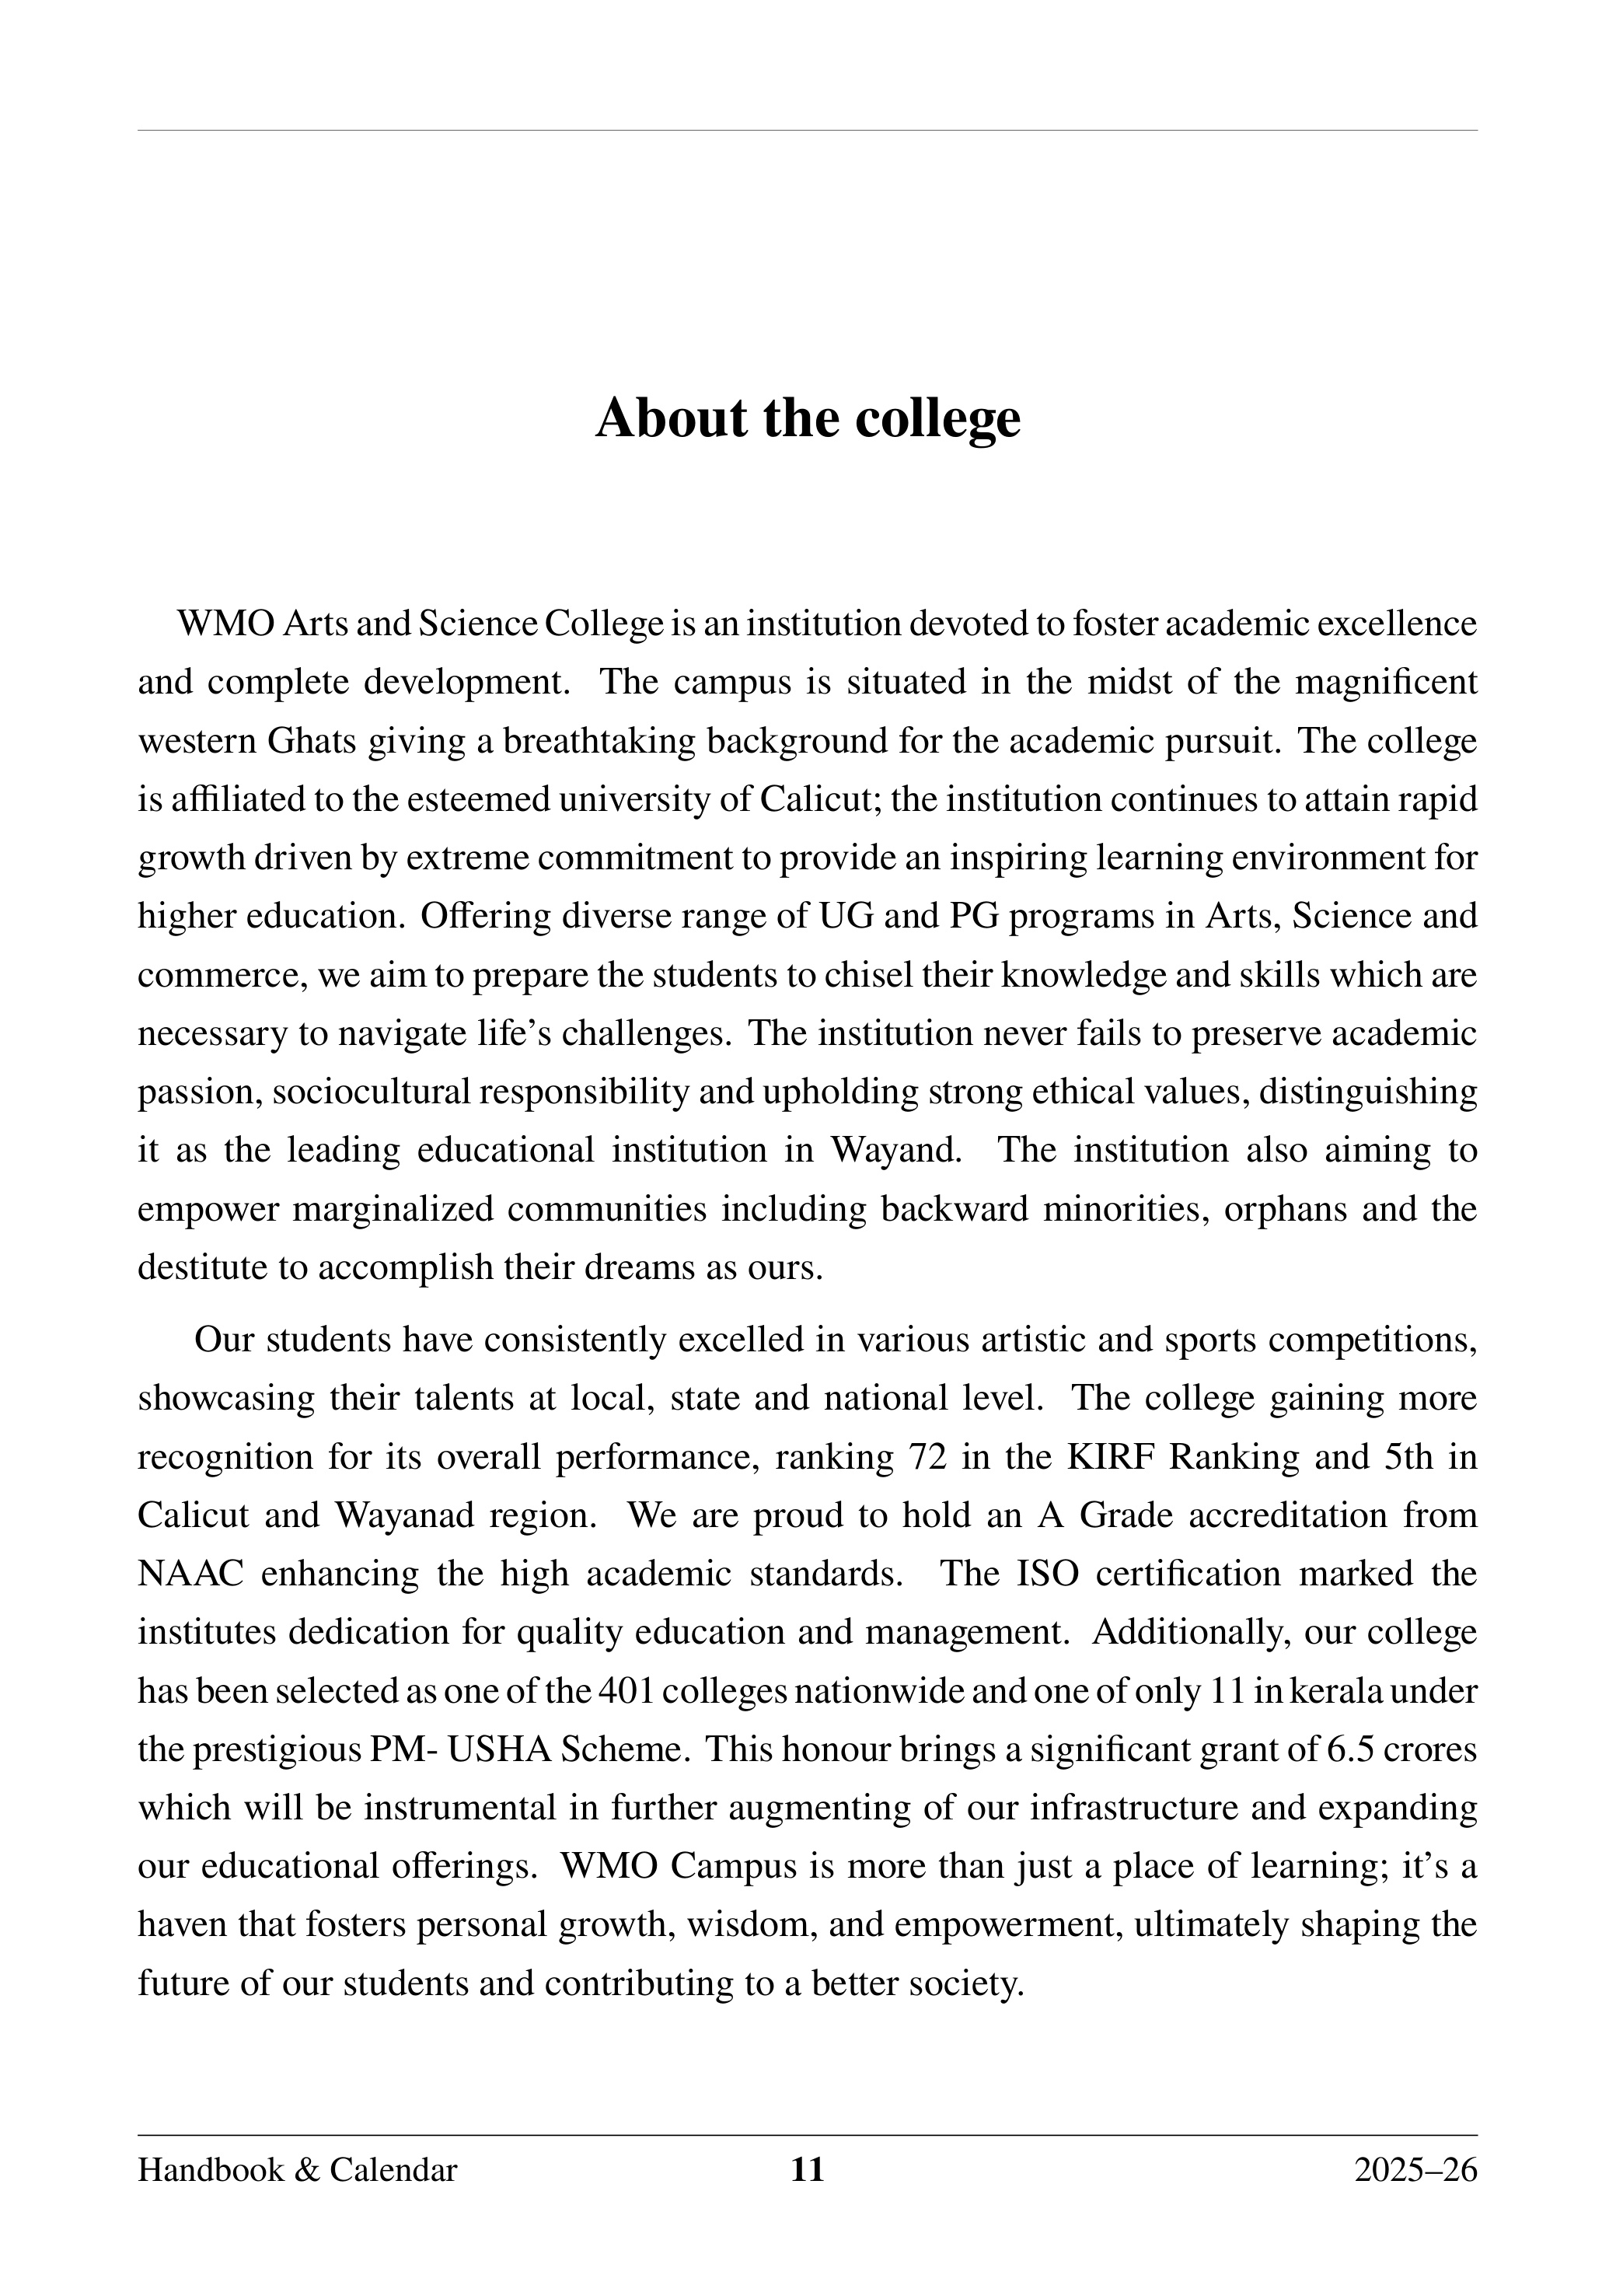 About the college
WMO Arts and Science College is an institution devoted to foster academic excellence
and complete development. The campus is situated in the midst of the magnificent
western Ghats giving a breathtaking background for the academic pursuit. The college
is affiliated to the esteemed university of Calicut; the institution continues to attain rapid
growth driven by extreme commitment to provide an inspiring learning environment for
higher education. Offering diverse range of UG and PG programs in Arts, Science and
commerce, we aim to prepare the students to chisel their knowledge and skills which are
necessary to navigate life’s challenges. The institution never fails to preserve academic
passion, sociocultural responsibility and upholding strong ethical values, distinguishing
it as the leading educational institution in Wayand. The institution also aiming to
empower marginalized communities including backward minorities, orphans and the
destitute to accomplish their dreams as ours.
Our students have consistently excelled in various artistic and sports competitions,
showcasing their talents at local, state and national level. The college gaining more
recognition for its overall performance, ranking 72 in the KIRF Ranking and 5th in
Calicut and Wayanad region. We are proud to hold an A Grade accreditation from
NAAC enhancing the high academic standards. The ISO certification marked the
institutes dedication for quality education and management. Additionally, our college
has been selected as one of the 401 colleges nationwide and one of only 11 in kerala under
the prestigious PM- USHA Scheme. This honour brings a significant grant of 6.5 crores
which will be instrumental in further augmenting of our infrastructure and expanding
our educational offerings. WMO Campus is more than just a place of learning; it’s a
haven that fosters personal growth, wisdom, and empowerment, ultimately shaping the
future of our students and contributing to a better society.
Handbook & Calendar 11 2025–26